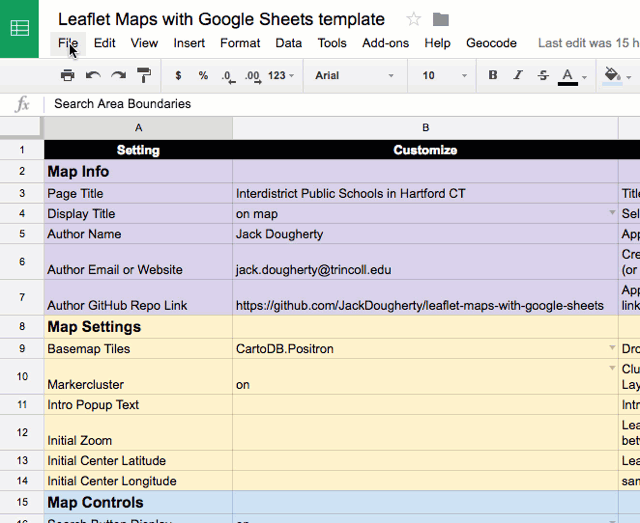 Leaflet Maps with Google Sheets template
File Edit View Insert Format Data Tools Add-ons Help Geocode Last edit was 15 h
$ % .0 .00 123 Arial 10 B I S A
fx Search Area Boundaries
A B
1 Setting Customize
2 Map Info
3 Page Title Interdistrict Public Schools in Hartford CT Title
4 Display Title on map Sel
5 Author Name Jack Dougherty App
Cre
6 Author Email or Website jack.dougherty@trincoll.edu (or
App
7 Author GitHub Repo Link https://github.com/JackDougherty/leaflet-maps-with-google-sheets link
8 Map Settings
9 Basemap Tiles CartoDB.Positron Dro
Clu
10 Markercluster on Lay
11 Intro Popup Text Intr
Lea
12 Initial Zoom betw
13 Initial Center Latitude Lea
14 Initial Center Longitude sam
15 Map Controls
16 Search Button Display on